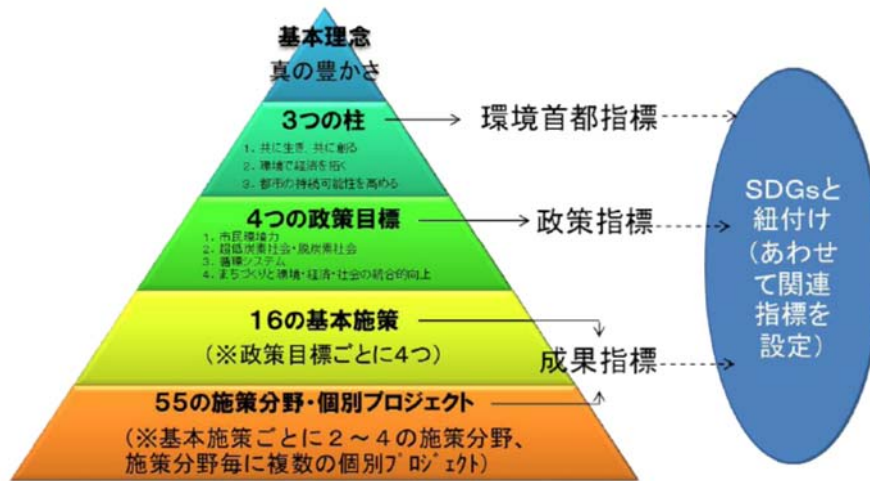 基本理念
真の豊かさ
3つの柱
1. 共に生き、共に創る
2. 環境で経済を拓く
3. 都市の持続可能性を高める
環境首都指標
4つの政策目標
1. 市民環境力
2. 超低炭素社会・脱炭素社会
3. 循環システム
4. まちづくりと環境・経済・社会の統合的向上
政策指標
16の基本施策
(※政策目標ごとに4つ)
成果指標
55の施策分野・個別プロジェクト
(※基本施策ごとに2~4の施策分野、
施策分野毎に複数の個別プロジェクト)
SDGsと
紐付け
(あわせ
て関連
指標を
設定)